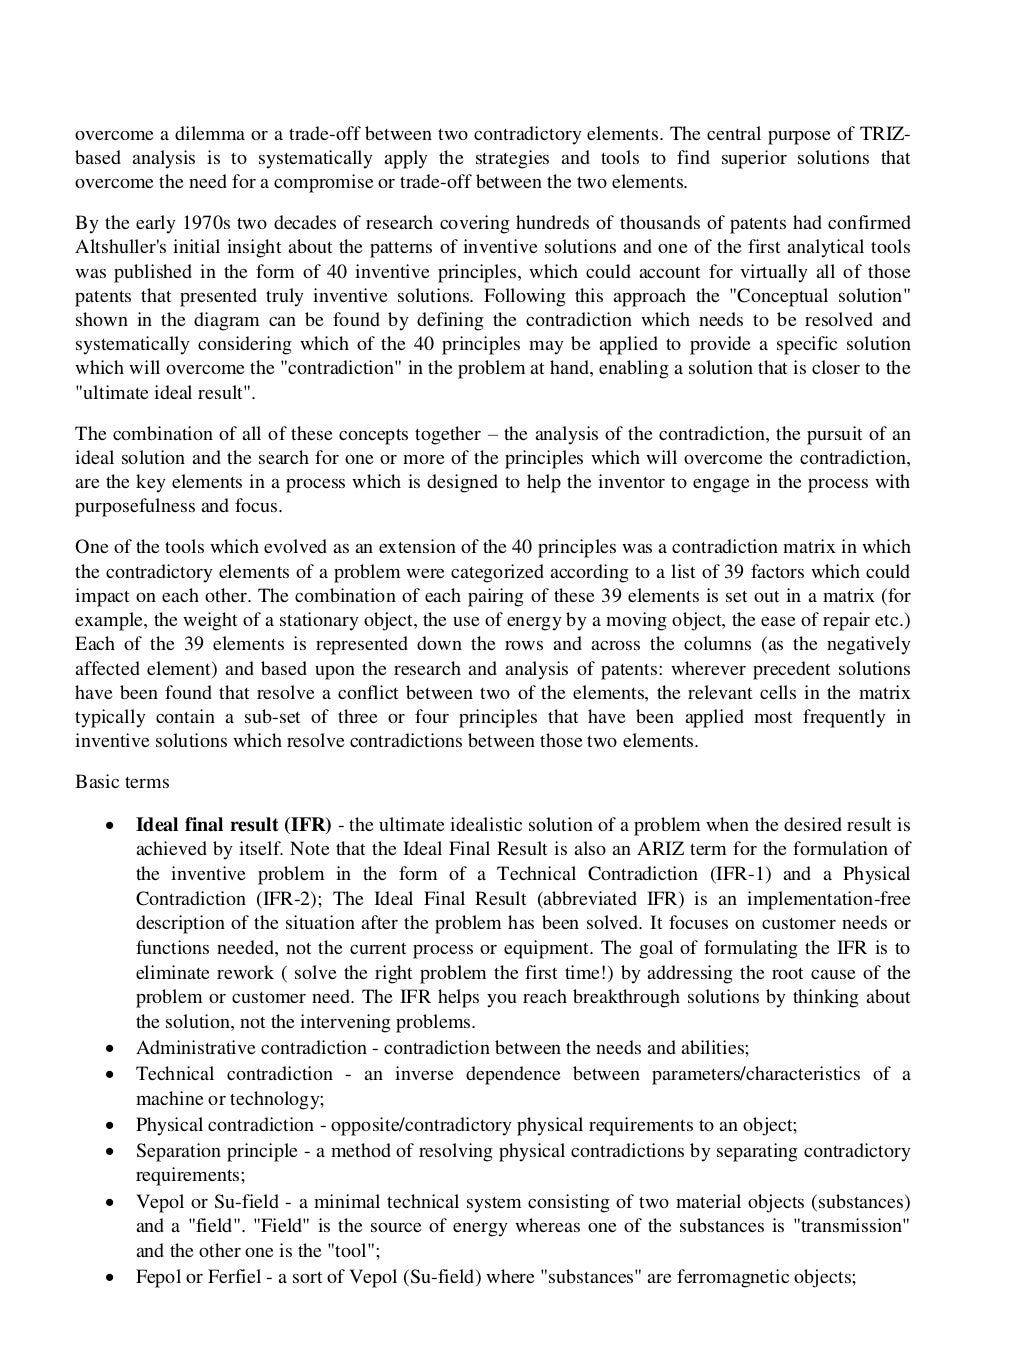 overcome a dilemma or a trade-off between two contradictory elements. The central purpose of TRIZ-
based analysis is to systematically apply the strategies and tools to find superior solutions that
overcome the need for a compromise or trade-off between the two elements.
By the early 1970s two decades of research covering hundreds of thousands of patents had confirmed
Altshuller's initial insight about the patterns of inventive solutions and one of the first analytical tools
was published in the form of 40 inventive principles, which could account for virtually all of those
patents that presented truly inventive solutions. Following this approach the "Conceptual solution"
shown in the diagram can be found by defining the contradiction which needs to be resolved and
systematically considering which of the 40 principles may be applied to provide a specific solution
which will overcome the "contradiction" in the problem at hand, enabling a solution that is closer to the
"ultimate ideal result".
The combination of all of these concepts together – the analysis of the contradiction, the pursuit of an
ideal solution and the search for one or more of the principles which will overcome the contradiction,
are the key elements in a process which is designed to help the inventor to engage in the process with
purposefulness and focus.
One of the tools which evolved as an extension of the 40 principles was a contradiction matrix in which
the contradictory elements of a problem were categorized according to a list of 39 factors which could
impact on each other. The combination of each pairing of these 39 elements is set out in a matrix (for
example, the weight of a stationary object, the use of energy by a moving object, the ease of repair etc.)
Each of the 39 elements is represented down the rows and across the columns (as the negatively
affected element) and based upon the research and analysis of patents: wherever precedent solutions
have been found that resolve a conflict between two of the elements, the relevant cells in the matrix
typically contain a sub-set of three or four principles that have been applied most frequently in
inventive solutions which resolve contradictions between those two elements.
Basic terms
• Ideal final result (IFR) - the ultimate idealistic solution of a problem when the desired result is
achieved by itself. Note that the Ideal Final Result is also an ARIZ term for the formulation of
the inventive problem in the form of a Technical Contradiction (IFR-1) and a Physical
Contradiction (IFR-2); The Ideal Final Result (abbreviated IFR) is an implementation-free
description of the situation after the problem has been solved. It focuses on customer needs or
functions needed, not the current process or equipment. The goal of formulating the IFR is to
eliminate rework ( solve the right problem the first time!) by addressing the root cause of the
problem or customer need. The IFR helps you reach breakthrough solutions by thinking about
the solution, not the intervening problems.
• Administrative contradiction - contradiction between the needs and abilities;
• Technical contradiction - an inverse dependence between parameters/characteristics of a
machine or technology;
• Physical contradiction - opposite/contradictory physical requirements to an object;
• Separation principle - a method of resolving physical contradictions by separating contradictory
requirements;
• Vepol or Su-field - a minimal technical system consisting of two material objects (substances)
and a "field". "Field" is the source of energy whereas one of the substances is "transmission"
and the other one is the "tool";
• Fepol or Ferfiel - a sort of Vepol (Su-field) where "substances" are ferromagnetic objects;